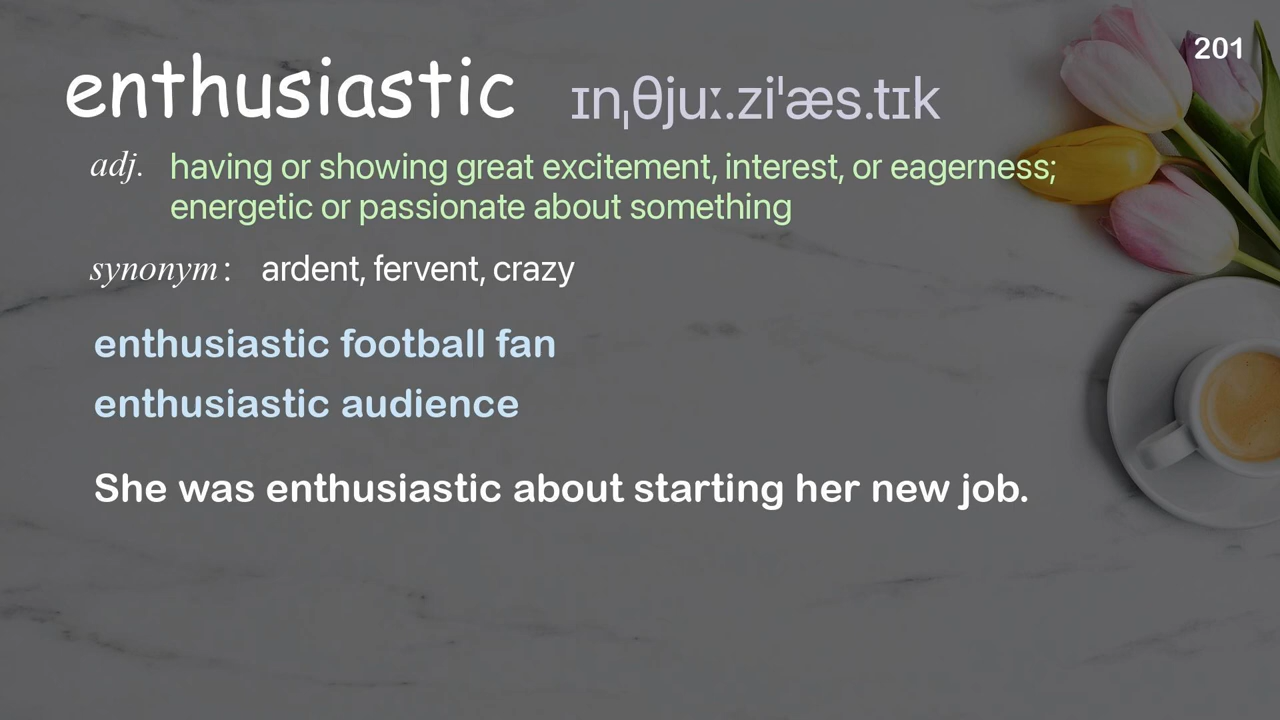 201
enthusiastic ɪnˌθjuː.ziˈæs.tɪk
adj. having or showing great excitement, interest, or eagerness;
energetic or passionate about something
synonym: ardent, fervent, crazy
enthusiastic football fan
enthusiastic audience
She was enthusiastic about starting her new job.